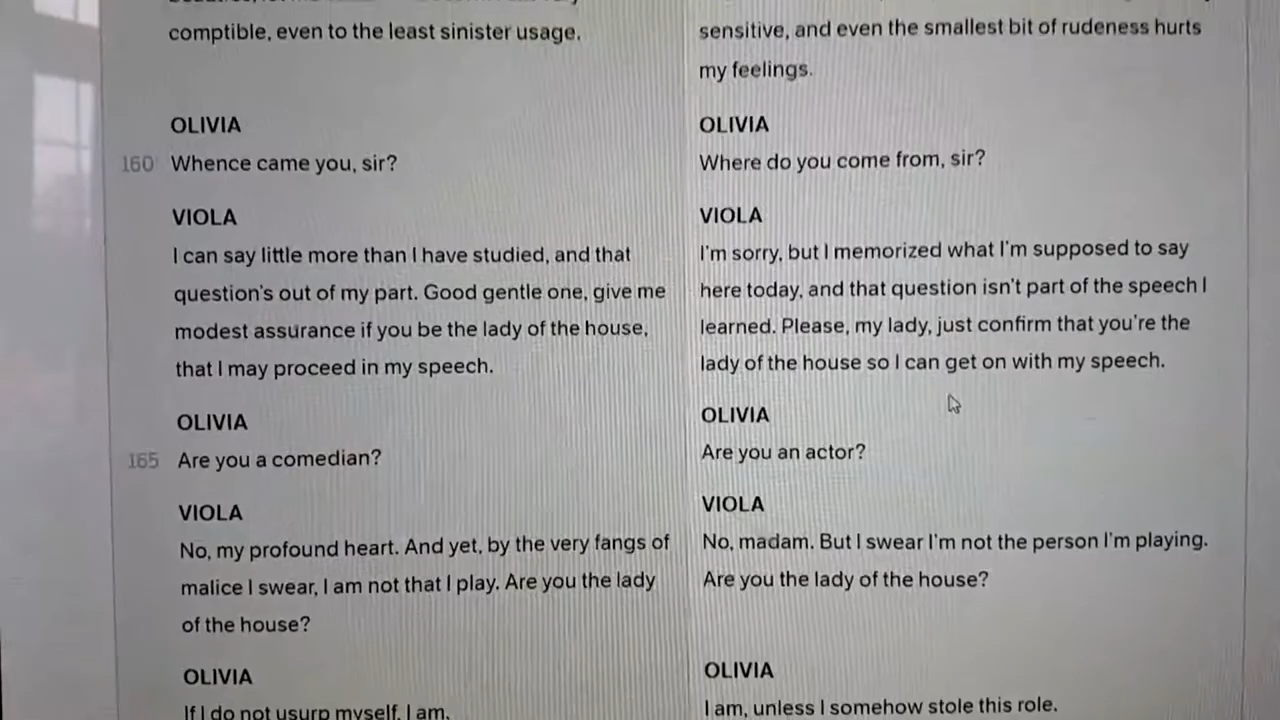 comptible, even to the least sinister usage.
OLIVIA
160 Whence came you, sir?
VIOLA
I can say little more than I have studied, and that
question's out of my part. Good gentle one, give me
modest assurance if you be the lady of the house,
that I may proceed in my speech.
OLIVIA
165 Are you a comedian?
VIOLA
No, my profound heart. And yet, by the very fangs of
malice I swear, I am not that I play. Are you the lady
of the house?
OLIVIA
If I do not usurp myself, I am.
sensitive, and even the smallest bit of rudeness hurts
my feelings.
OLIVIA
Where do you come from, sir?
VIOLA
I'm sorry, but I memorized what I'm supposed to say
here today, and that question isn't part of the speech I
learned. Please, my lady, just confirm that you're the
lady of the house so I can get on with my speech.
OLIVIA
Are you an actor?
VIOLA
No, madam. But I swear I'm not the person I'm playing.
Are you the lady of the house?
OLIVIA
I am, unless I somehow stole this role.